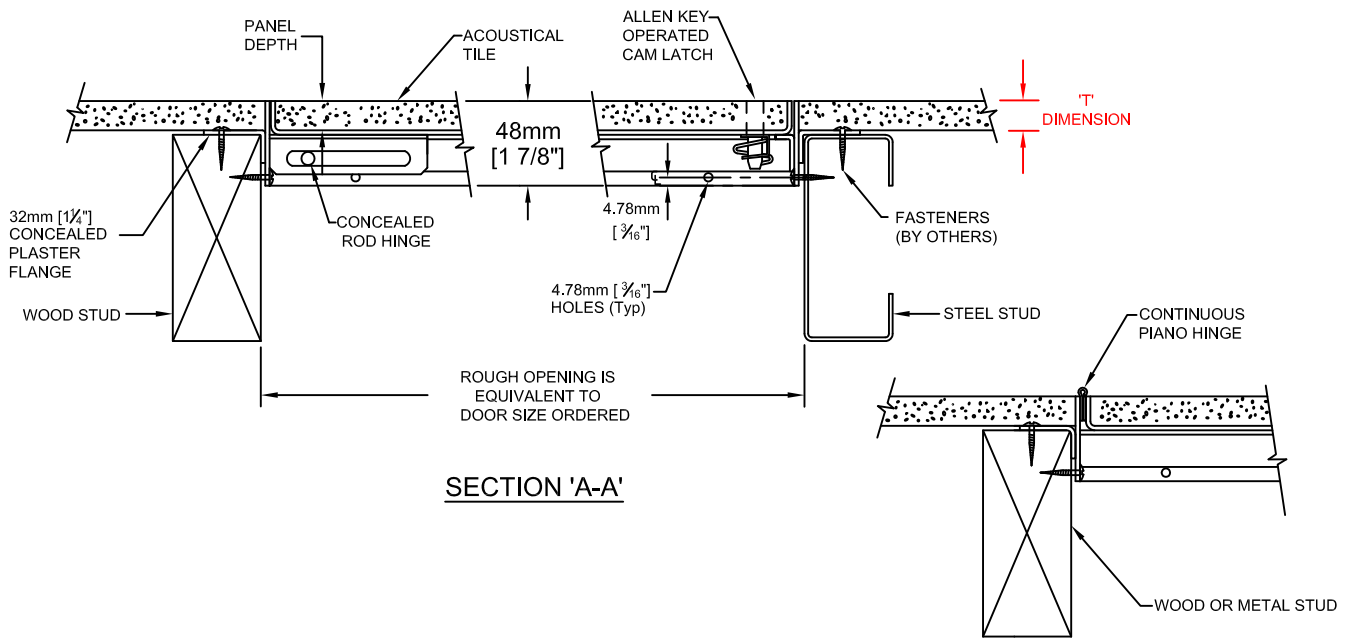 PANEL
DEPTH
ACOUSTICAL
TILE
ALLEN KEY
OPERATED
CAM LATCH
'T'
DIMENSION
48mm
[1 7/8"]
32mm [1¼"]
CONCEALED
PLASTER
FLANGE
CONCEALED
ROD HINGE
4.78mm
[ 3⁄16"]
FASTENERS
(BY OTHERS)
4.78mm [ 3⁄16"]
HOLES (Typ)
WOOD STUD
STEEL STUD
CONTINUOUS
PIANO HINGE
ROUGH OPENING IS
EQUIVALENT TO
DOOR SIZE ORDERED
SECTION 'A-A'
WOOD OR METAL STUD